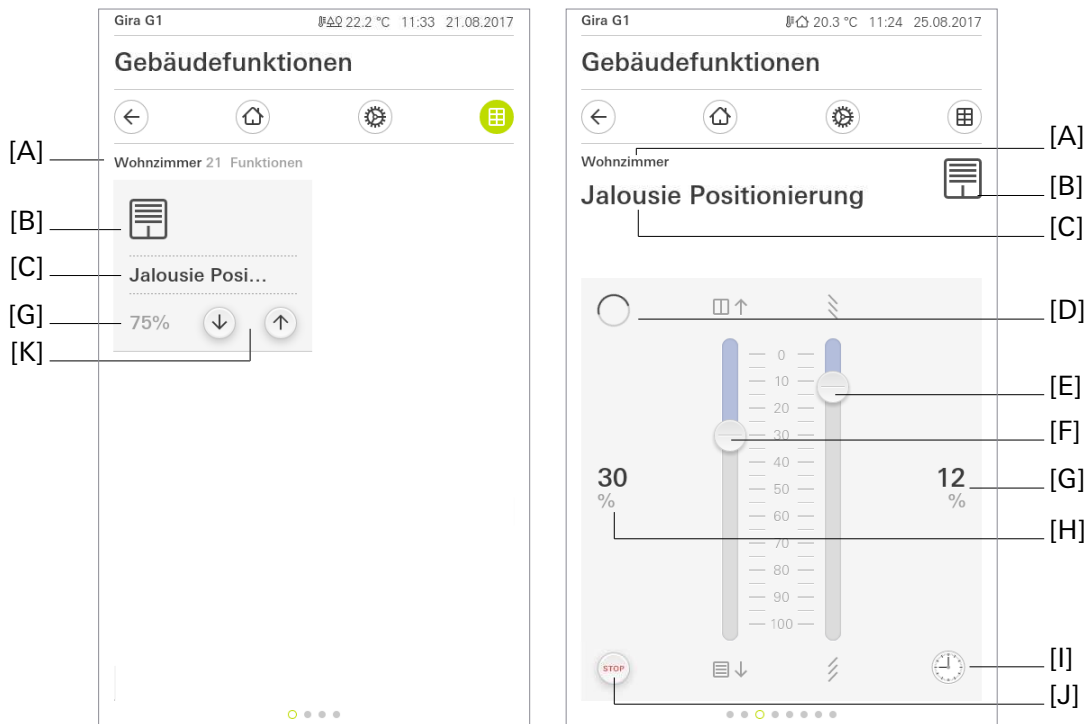 Gira G1 22.2 °C 11:33 21.08.2017
Gebäudefunktionen
[A] Wohnzimmer 21 Funktionen
[B]
[C] Jalousie Posi...
[G] 75%
[K]
Gira G1 20.3 °C 11:24 25.08.2017
Gebäudefunktionen
Wohnzimmer [A]
[B]
Jalousie Positionierung
[C]
[D]
0
10 [E]
20
30 [F]
40
30 % 50 12 % [G]
60
[H]
70
80
90
100
STOP [I]
[J]